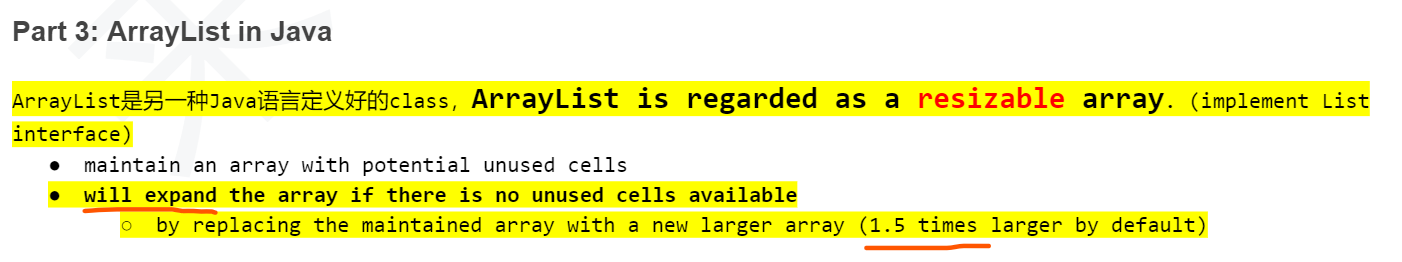 Part 3: ArrayList in Java
ArrayList是另一种Java语言定义好的class, ArrayList is regarded as a resizable array. (implement List
interface)
● maintain an array with potential unused cells
● will expand the array if there is no unused cells available
○ by replacing the maintained array with a new larger array (1.5 times larger by default)